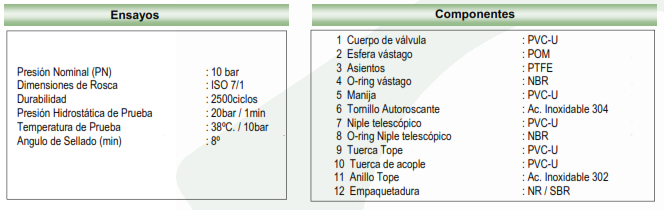 Ensayos
Presión Nominal (PN) : 10 bar
Dimensiones de Rosca : ISO 7/1
Durabilidad : 2500ciclos
Presión Hidrostática de Prueba : 20bar / 1min
Temperatura de Prueba : 38ºC. / 10bar
Angulo de Sellado (min) : 8º
Componentes
1 Cuerpo de válvula : PVC-U
2 Esfera vástago : POM
3 Asientos : PTFE
4 O-ring vástago : NBR
5 Manija : PVC-U
6 Tornillo Autoroscante : Ac. Inoxidable 304
7 Niple telescópico : PVC-U
8 O-ring Niple telescópico : NBR
9 Tuerca Tope : PVC-U
10 Tuerca de acople : PVC-U
11 Anillo Tope : Ac. Inoxidable 302
12 Empaquetadura : NR / SBR